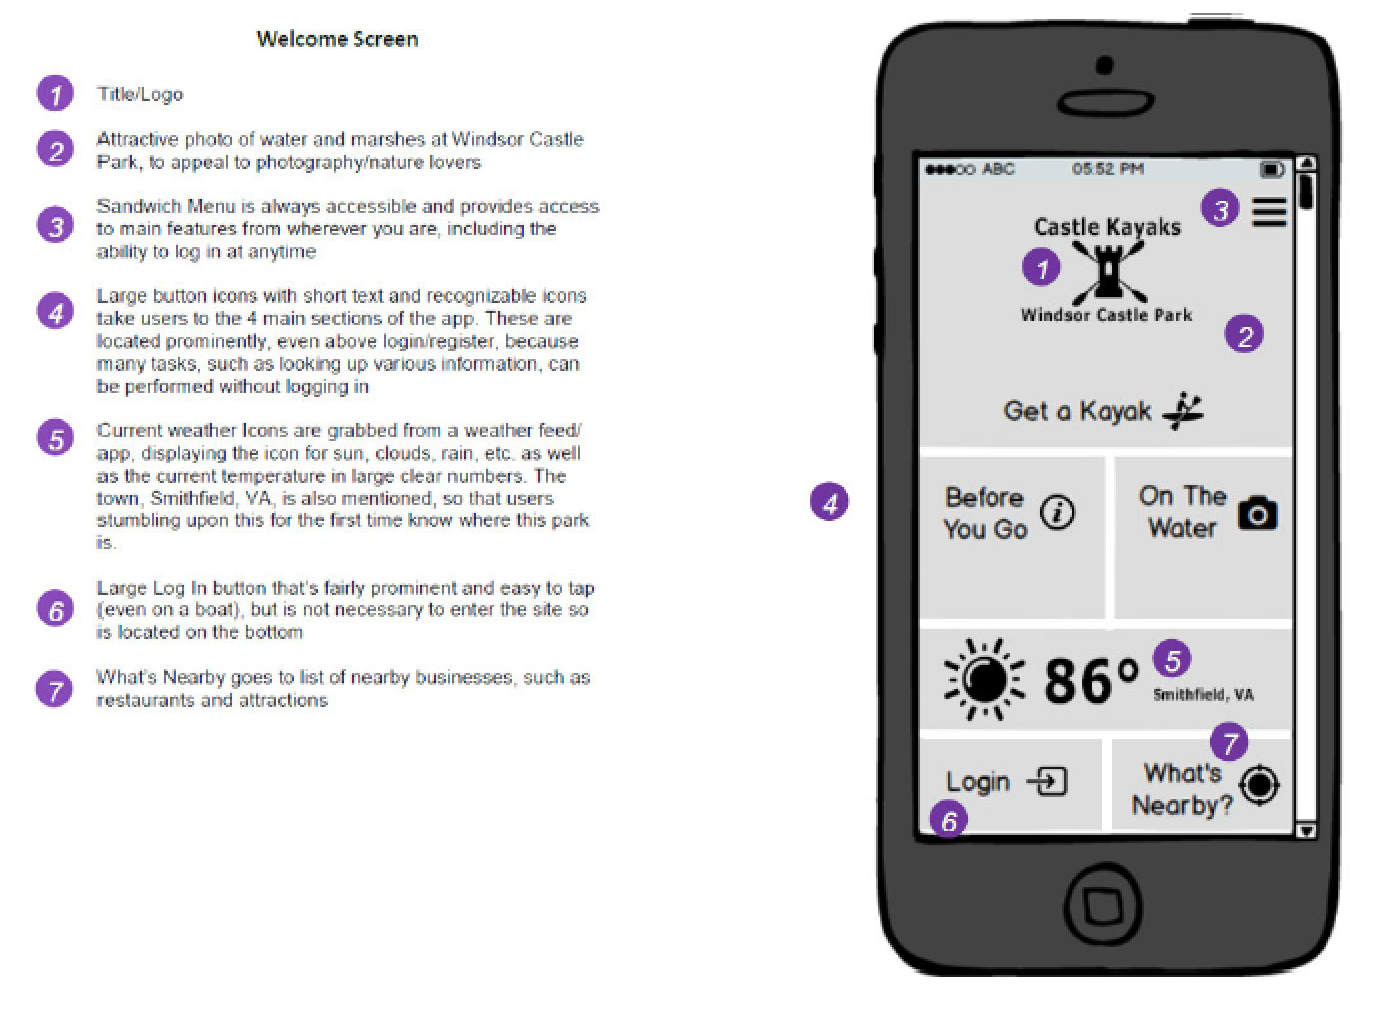 Welcome Screen
1
Title/Logo
2
Attractive photo of water and marshes at Windsor Castle
Park, to appeal to photography/nature lovers
3
Sandwich Menu is always accessible and provides access
to main features from wherever you are, including the
ability to log in at anytime
4
Large button icons with short text and recognizable icons
take users to the 4 main sections of the app. These are
located prominently, even above login/register, because
many tasks, such as looking up various information, can
be performed without logging in
5
Current weather Icons are grabbed from a weather feed/
app, displaying the icon for sun, clouds, rain, etc. as well
as the current temperature in large clear numbers. The
town, Smithfield, VA, is also mentioned, so that users
stumbling upon this for the first time know where this park
is.
6
Large Log In button that's fairly prominent and easy to tap
(even on a boat), but is not necessary to enter the site so
is located on the bottom
7
What's Nearby goes to list of nearby businesses, such as
restaurants and attractions
ABC 05:52 PM
3
Castle Kayaks
1
Windsor Castle Park
2
Get a Kayak
4
Before
You Go
i
On The
Water
86°
5
Smithfield, VA
7
Login
6
What's
Nearby?